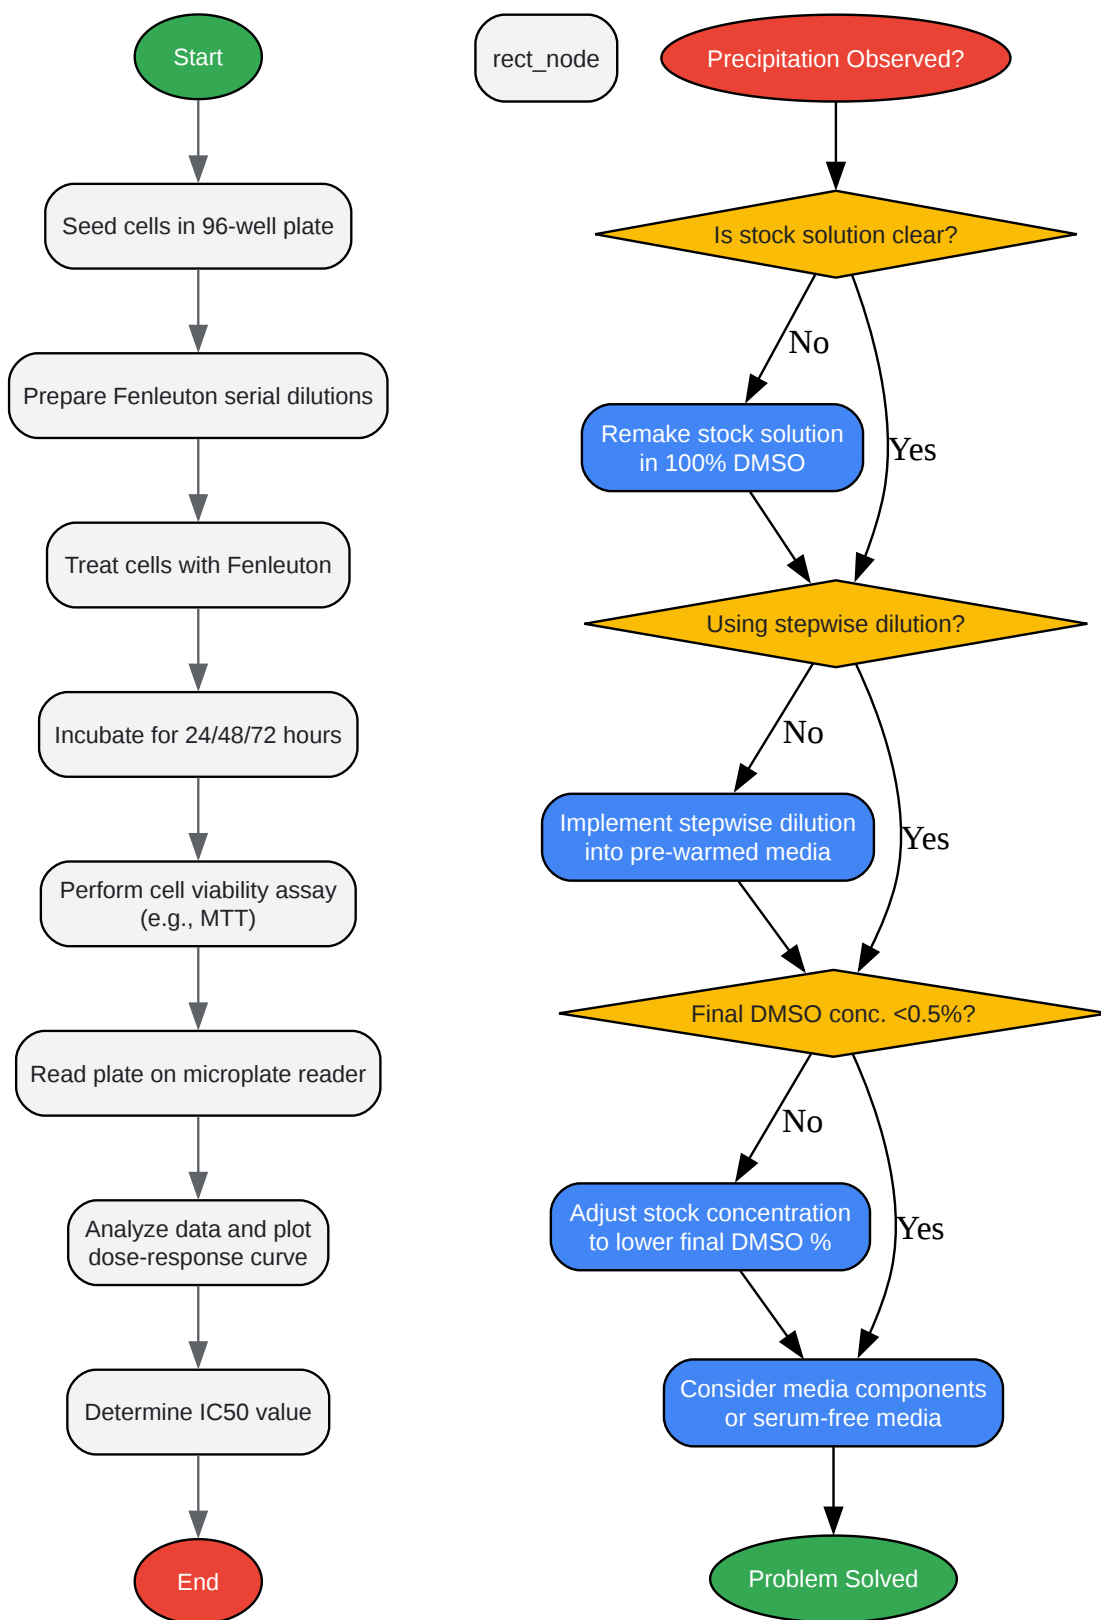 Start
Seed cells in 96-well plate
Prepare Fenleuton serial dilutions
Treat cells with Fenleuton
Incubate for 24/48/72 hours
Perform cell viability assay
(e.g., MTT)
Read plate on microplate reader
Analyze data and plot
dose-response curve
Determine IC50 value
End
rect_node
Precipitation Observed?
Is stock solution clear?
No
Remake stock solution
in 100% DMSO
Yes
Using stepwise dilution?
No
Implement stepwise dilution
into pre-warmed media
Yes
Final DMSO conc. <0.5%?
No
Adjust stock concentration
to lower final DMSO %
Yes
Consider media components
or serum-free media
Problem Solved